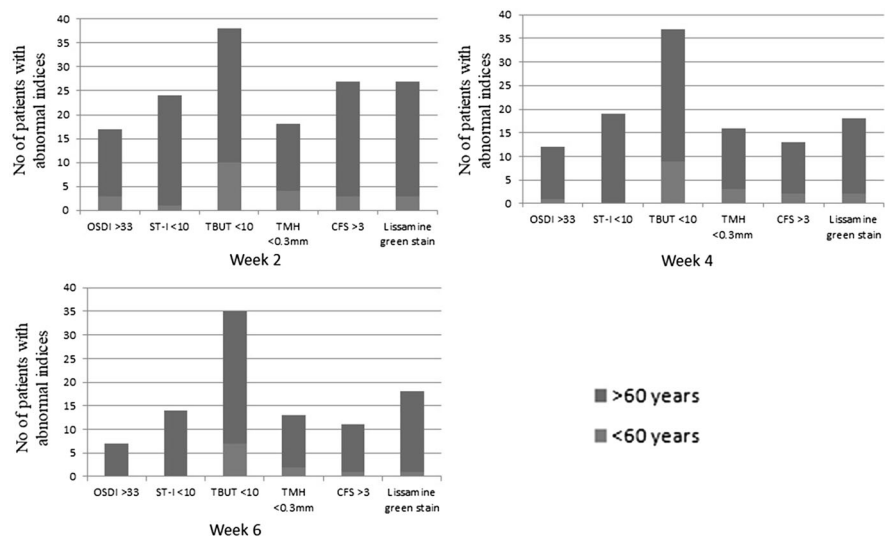 No of patients with
abnormal indices
40
35
30
25
20
15
10
5
0
OSDI >33 ST-I <10 TBUT <10 TMH CFS >3 Lissamine
<0.3mm green stain
Week 2
No of patients with
abnormal indices
40
35
30
25
20
15
10
5
0
OSDI >33 ST-I <10 TBUT <10 TMH CFS >3 Lissamine
<0.3mm green stain
Week 4
No of patients with
abnormal indices
40
35
30
25
20
15
10
5
0
OSDI >33 ST-I <10 TBUT <10 TMH CFS >3 Lissamine
<0.3mm green stain
Week 6
>60 years
<60 years